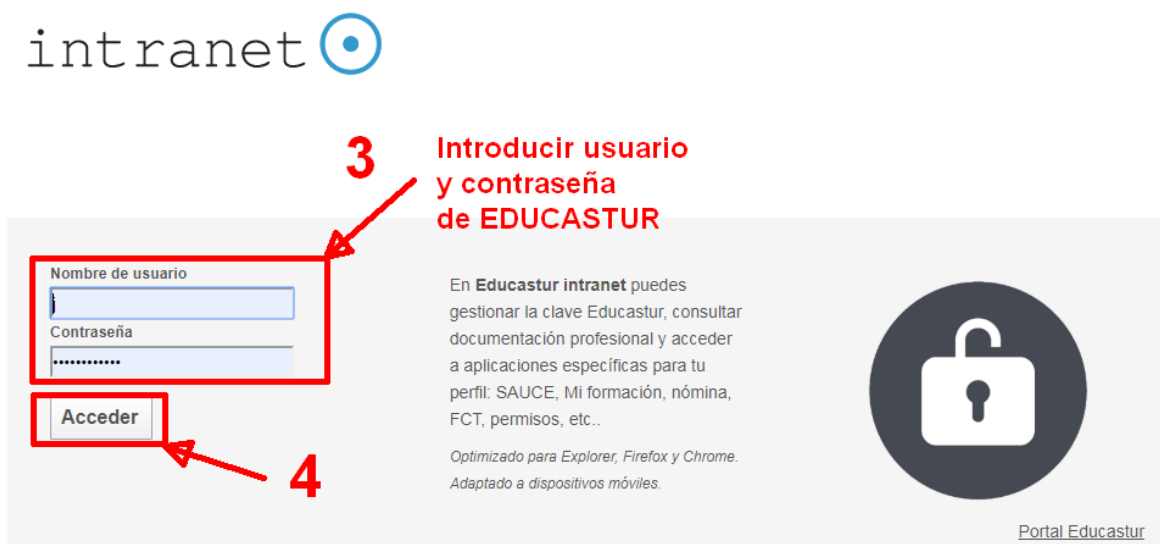 intranet
3
Introducir usuario
y contraseña
de EDUCASTUR
Nombre de usuario
Contraseña
............
Acceder
4
En Educastur intranet puedes
gestionar la clave Educastur, consultar
documentación profesional y acceder
a aplicaciones específicas para tu
perfil: SAUCE, Mi formación, nómina,
FCT, permisos, etc..
Optimizado para Explorer, Firefox y Chrome.
Adaptado a dispositivos móviles.
Portal Educastur